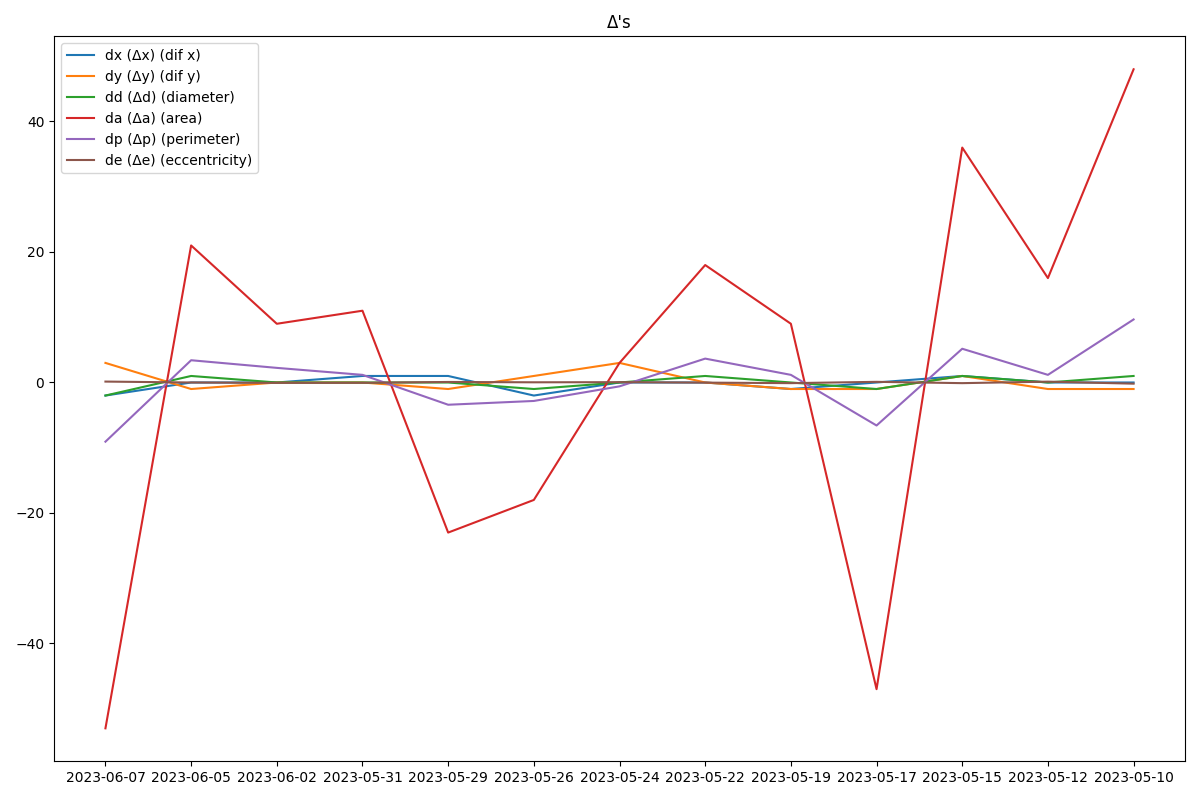 Δ's
dx (Δx) (dif x)
dy (Δy) (dif y)
dd (Δd) (diameter)
da (Δa) (area)
dp (Δp) (perimeter)
de (Δe) (eccentricity)
40
20
0
−20
−40
2023-06-07 2023-06-05 2023-06-02 2023-05-31 2023-05-29 2023-05-26 2023-05-24 2023-05-22 2023-05-19 2023-05-17 2023-05-15 2023-05-12 2023-05-10